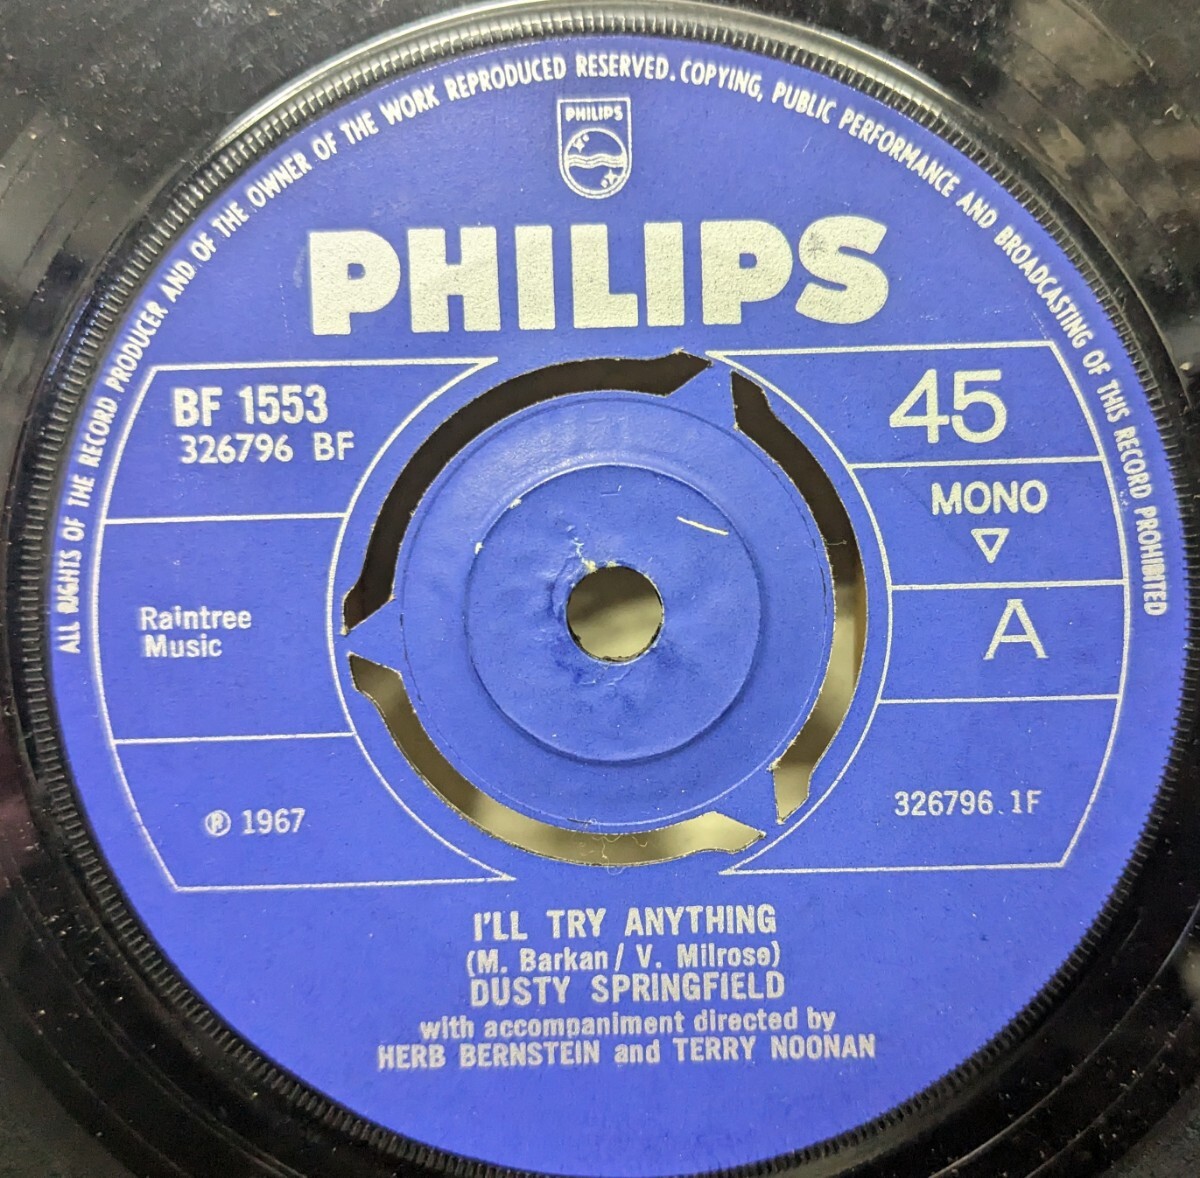 ALL RIGHTS OF THE RECORD PRODUCER AND OF THE OWNER OF THE WORK REPRODUCED RESERVED. COPYING, PUBLIC PERFORMANCE AND BROADCASTING OF THIS RECORD PROHIBITED
PHILIPS
PHILIPS
BF 1553
326796 BF
45
MONO
Raintree
Music
A
℗ 1967
326796.1F
I'LL TRY ANYTHING
(M. Barkan / V. Milrose)
DUSTY SPRINGFIELD
with accompaniment directed by
HERB BERNSTEIN and TERRY NOONAN